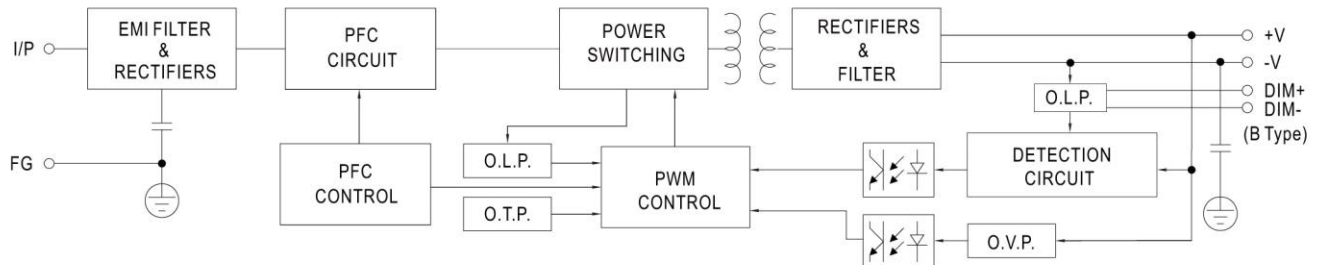 I/P
EMI FILTER
&
RECTIFIERS
PFC
CIRCUIT
POWER
SWITCHING
RECTIFIERS
&
FILTER
+V
-V
DIM+
DIM-
(B Type)
O.L.P.
DETECTION
CIRCUIT
FG
PFC
CONTROL
O.L.P.
O.T.P.
PWM
CONTROL
O.V.P.